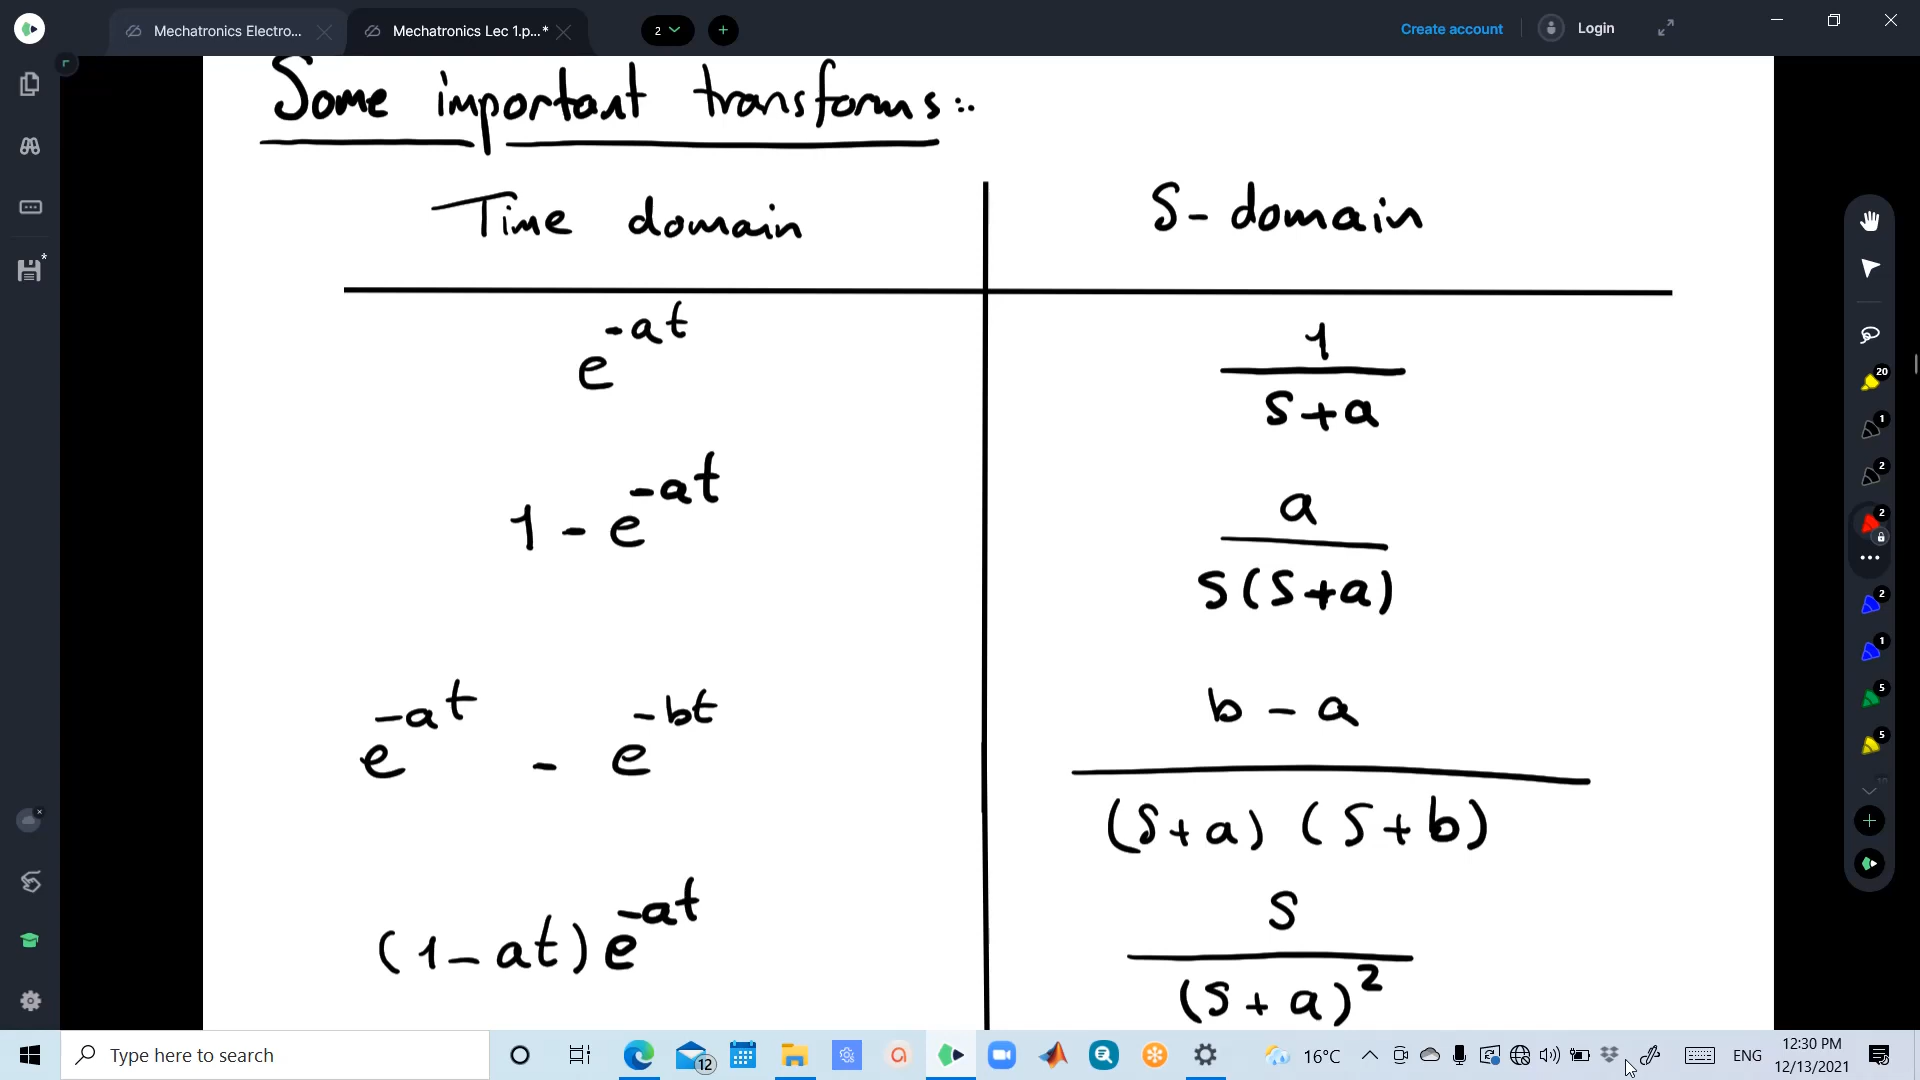 Mechatronics Electro...
Mechatronics Lec 1.p...*
2
Create account
Login
Some important transforms:.
Time domain
S-domain
e^-at
1/(s+a)
1 - e^-at
a/(s(s+a))
e^-at - e^-bt
b - a/((s+a)(s+b))
(1-at)e^-at
s/(s+a)^2
20
1
2
2
2
1
5
5
Type here to search
12
16°C
ENG
12:30 PM
12/13/2021